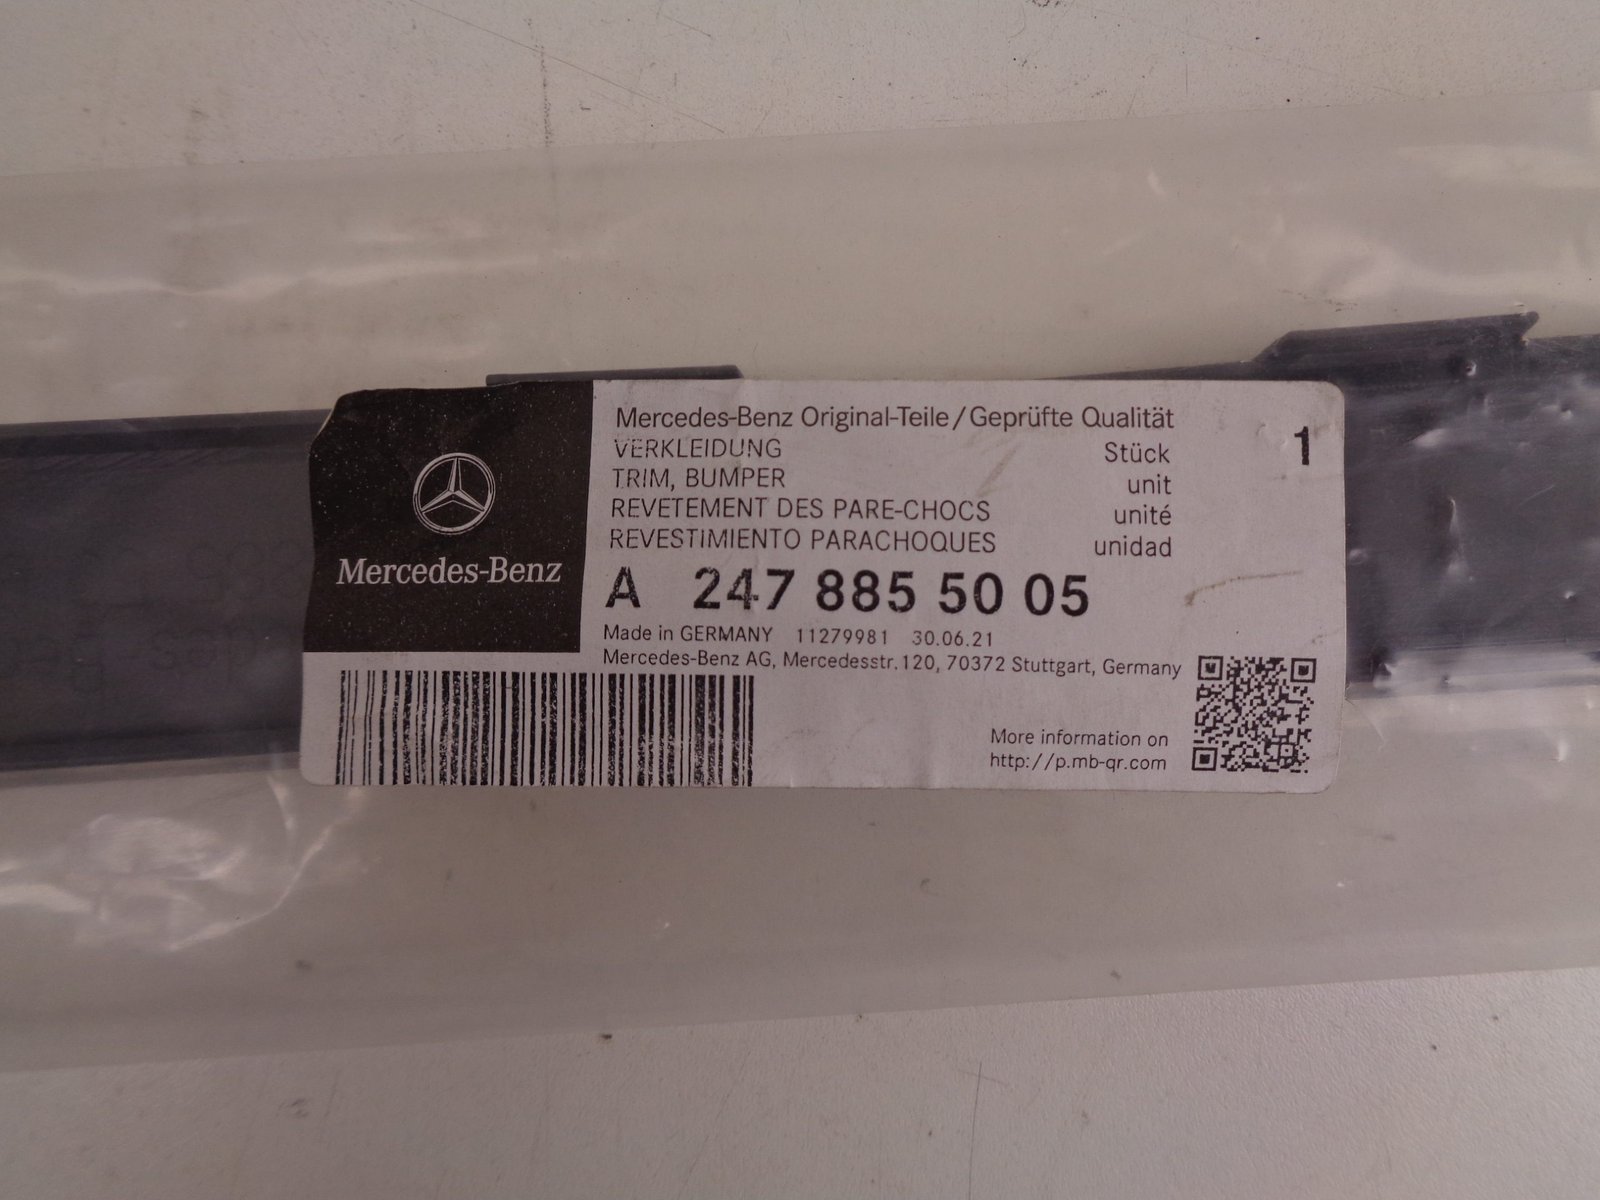 Mercedes-Benz Original-Teile/Geprüfte Qualität
VERKLEIDUNG Stück 1
TRIM, BUMPER unit
REVETEMENT DES PARE-CHOCS unité
REVESTIMIENTO PARACHOQUES unidad
Mercedes-Benz
A 247 885 50 05
Made in GERMANY 11279981 30.06.21
Mercedes-Benz AG, Mercedesstr. 120, 70372 Stuttgart, Germany
More information on
http://p.mb-qr.com